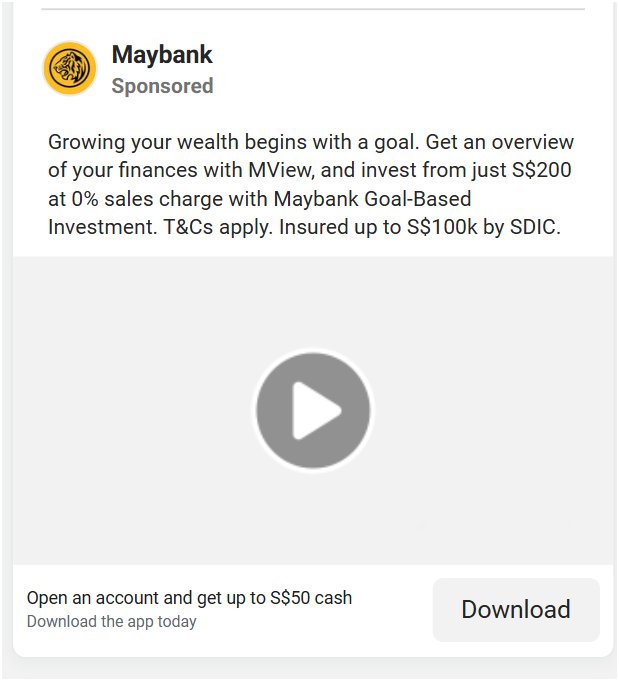 Maybank
Sponsored
Growing your wealth begins with a goal. Get an overview
of your finances with MView, and invest from just S$200
at 0% sales charge with Maybank Goal-Based
Investment. T&Cs apply. Insured up to S$100k by SDIC.
Open an account and get up to S$50 cash
Download the app today
Download